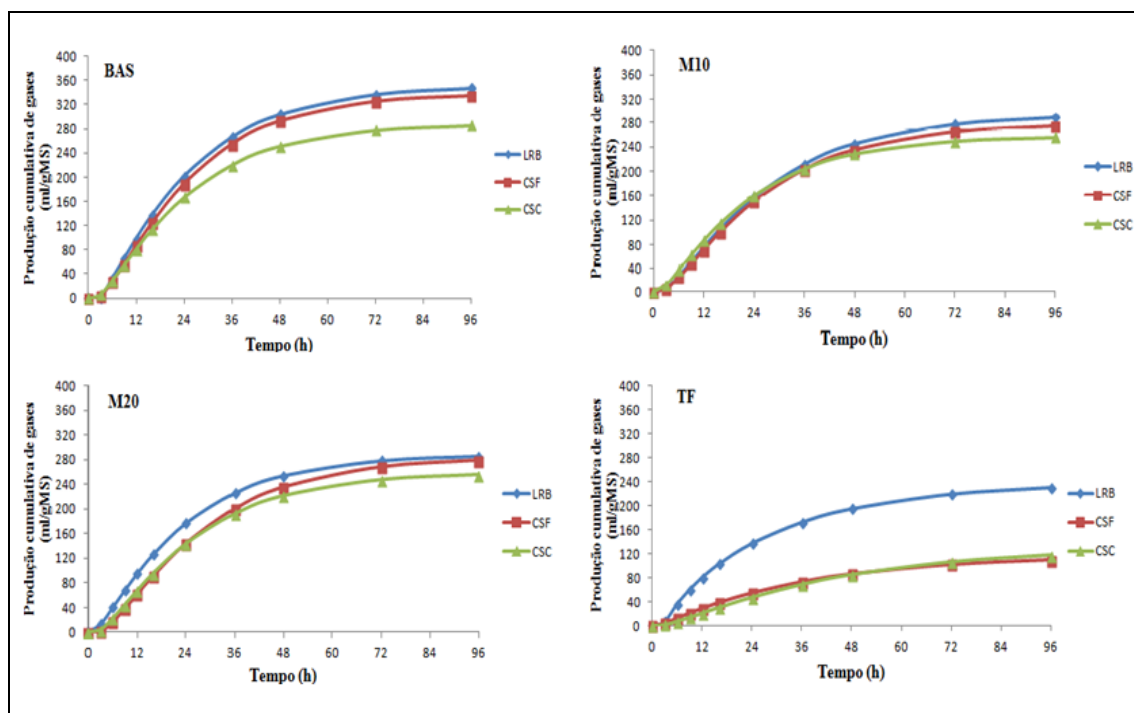 BAS
Produção cumulativa de gases
(ml/gMS)
400
360
320
280
240
200
160
120
80
40
0
0 12 24 36 48 60 72 84 96
Tempo (h)
LRB
CSF
CSC
M10
Produção cumulativa de gases
(ml/gMS)
400
360
320
280
240
200
160
120
80
40
0
0 12 24 36 48 60 72 84 96
Tempo (h)
LRB
CSF
CSC
M20
Produção cumulativa de gases
(ml/gMS)
400
360
320
280
240
200
160
120
80
40
0
0 12 24 36 48 60 72 84 96
Tempo (h)
LRB
CSF
CSC
TF
Produção cumulativa de gases
(ml/gMS)
400
360
320
280
240
200
160
120
80
40
0
0 12 24 36 48 60 72 84 96
Tempo (h)
LRB
CSF
CSC